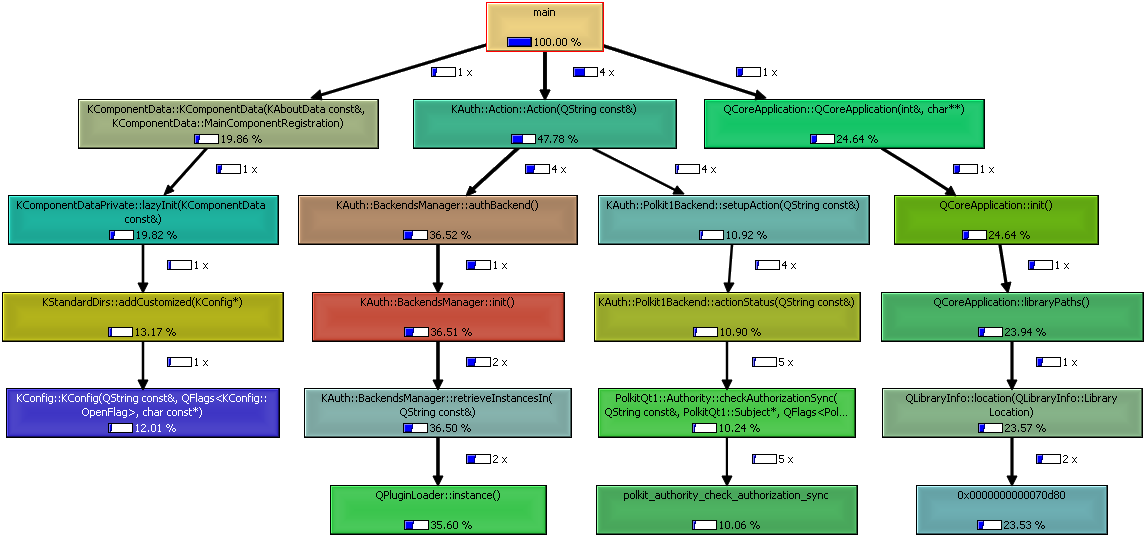 main
100.00 %
1 x
4 x
1 x
KComponentData::KComponentData(KAboutData const&,
KComponentData::MainComponentRegistration)
19.86 %
KAuth::Action::Action(QString const&)
47.78 %
QCoreApplication::QCoreApplication(int&, char**)
24.64 %
1 x
4 x
4 x
1 x
KComponentDataPrivate::lazyInit(KComponentData
const&)
19.82 %
KAuth::BackendsManager::authBackend()
36.52 %
KAuth::Polkit1Backend::setupAction(QString const&)
10.92 %
QCoreApplication::init()
24.64 %
1 x
1 x
4 x
1 x
KStandardDirs::addCustomized(KConfig*)
13.17 %
KAuth::BackendsManager::init()
36.51 %
KAuth::Polkit1Backend::actionStatus(QString const&)
10.90 %
QCoreApplication::libraryPaths()
23.94 %
1 x
2 x
5 x
1 x
KConfig::KConfig(QString const&, QFlags<KConfig::
OpenFlag>, char const*)
12.01 %
KAuth::BackendsManager::retrieveInstancesIn(
QString const&)
36.50 %
PolkitQt1::Authority::checkAuthorizationSync(
QString const&, PolkitQt1::Subject*, QFlags<Pol...
10.24 %
QLibraryInfo::location(QLibraryInfo::Library
Location)
23.57 %
2 x
5 x
2 x
QPluginLoader::instance()
35.60 %
polkit_authority_check_authorization_sync
10.06 %
0x0000000000070d80
23.53 %